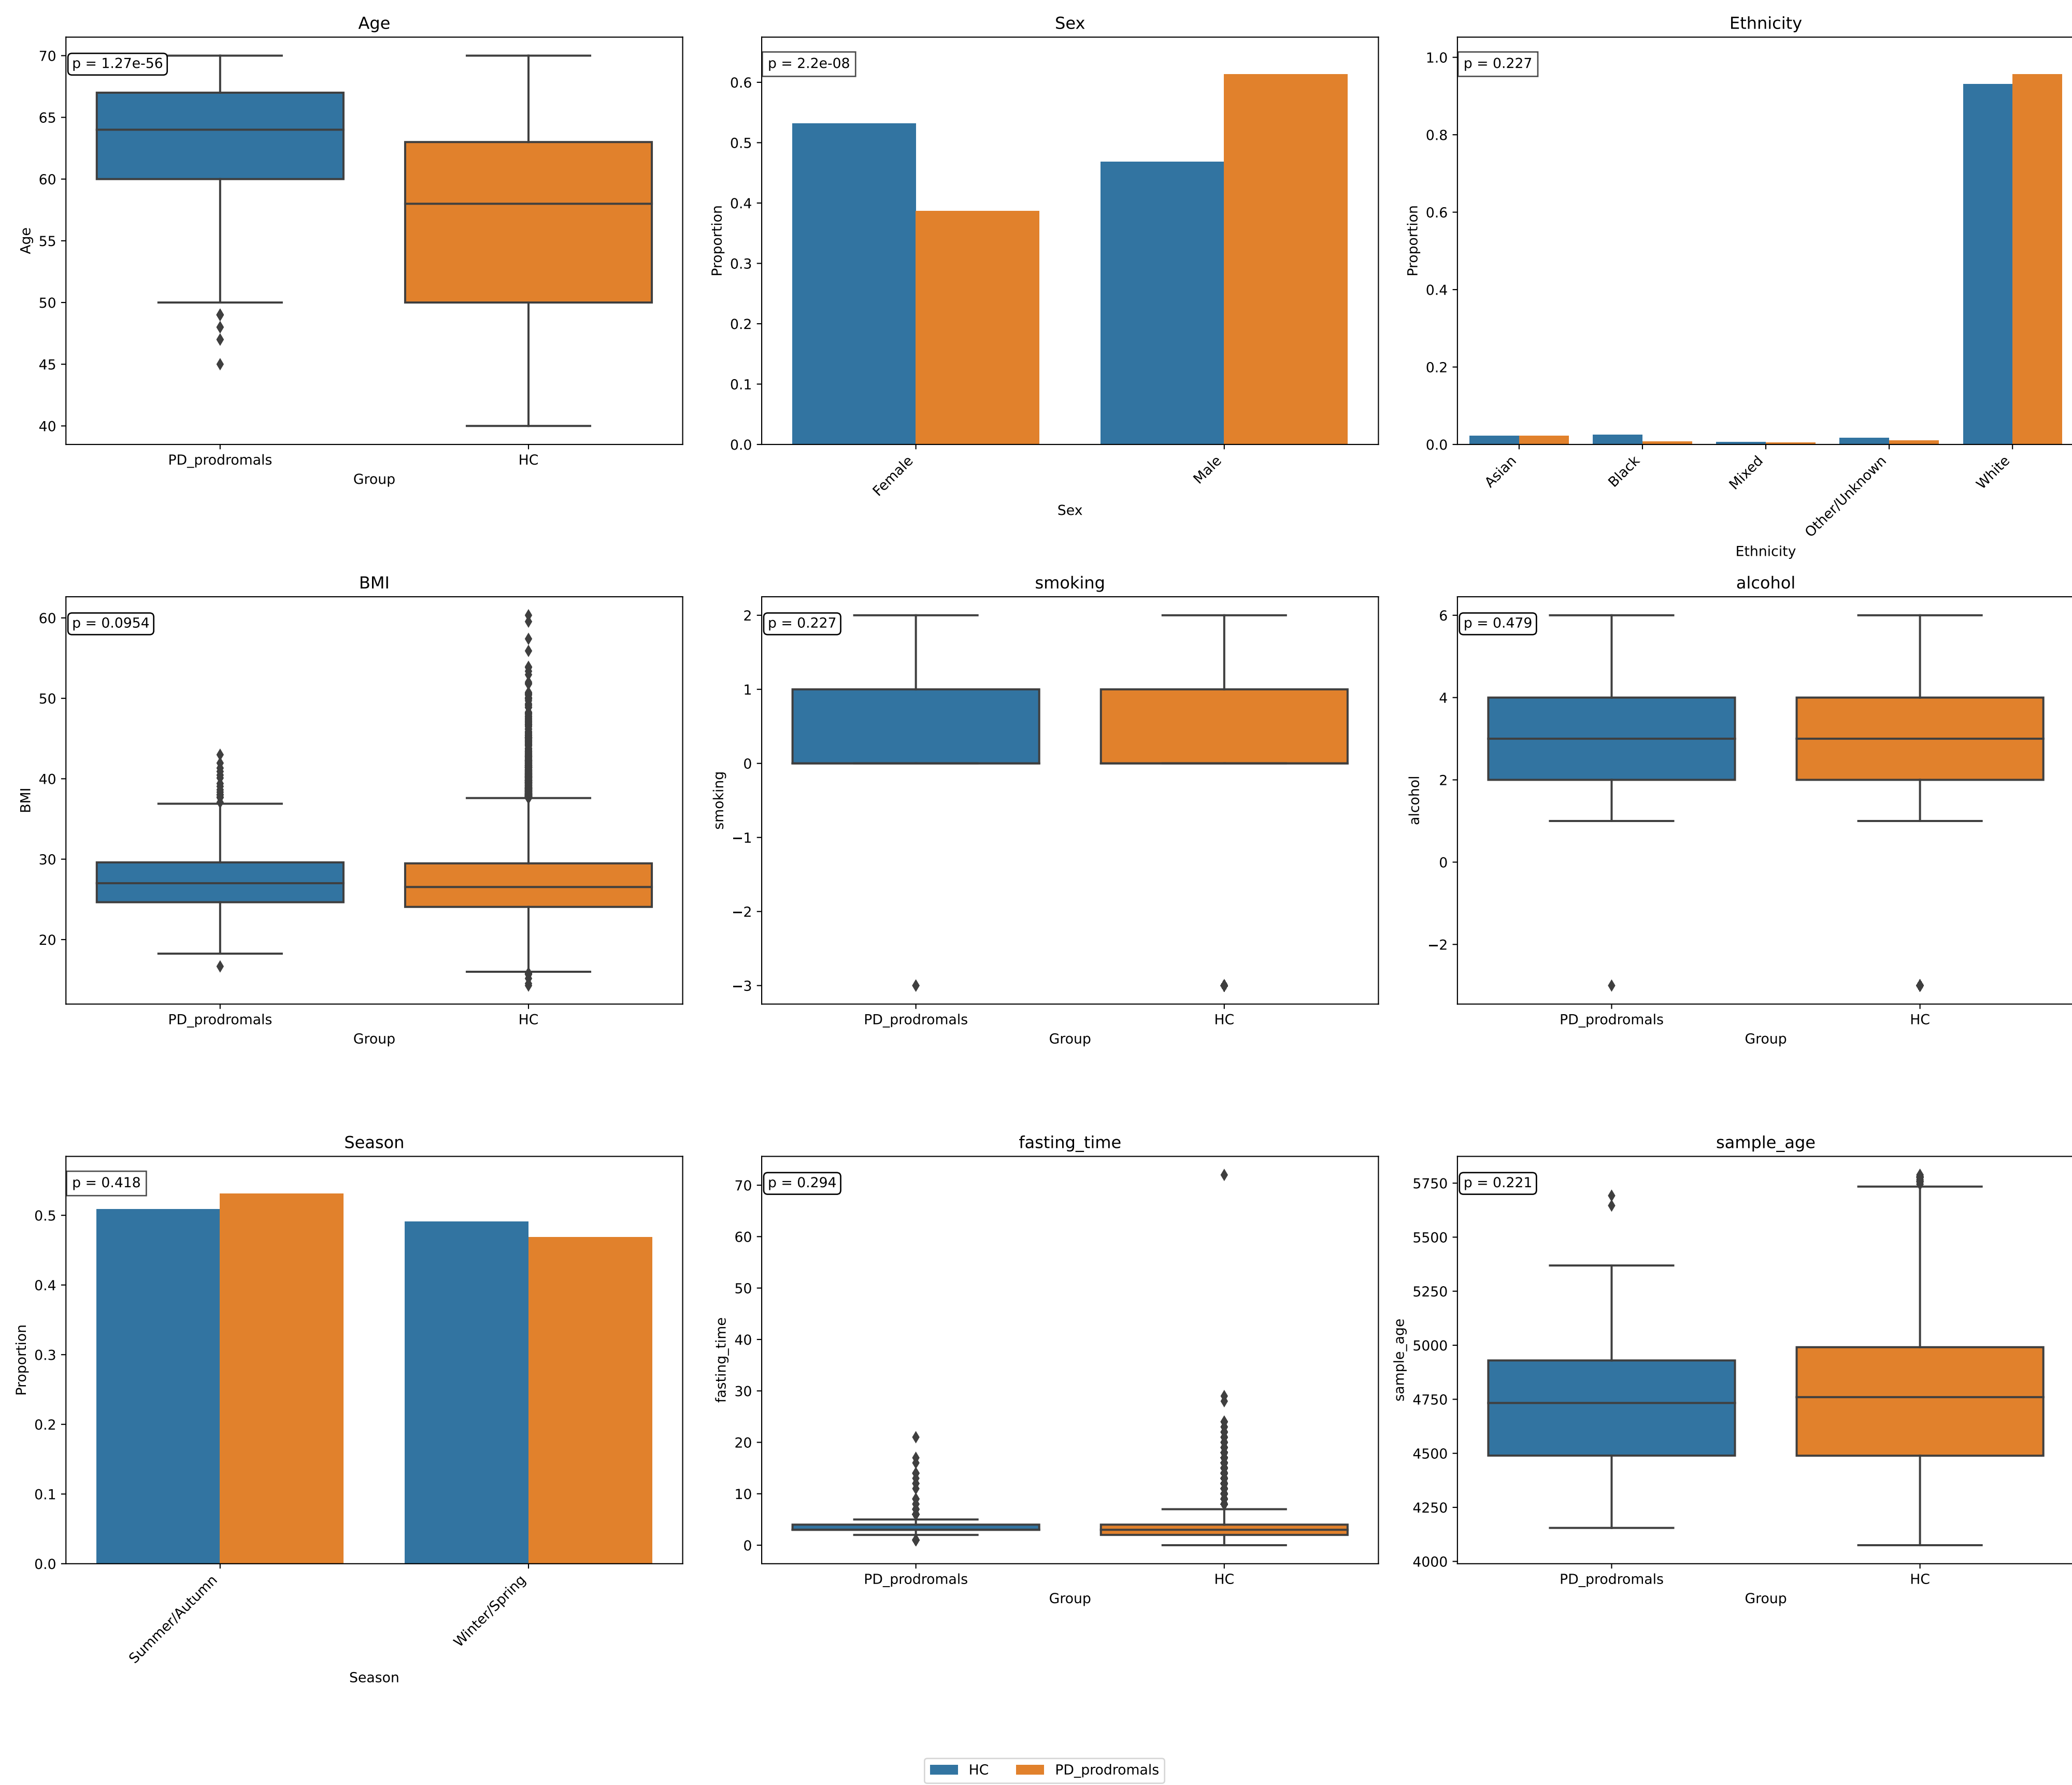 Age
p = 1.27e-56
70
65
60
55
50
45
40
Age
PD_prodromals
HC
Group
Sex
p = 2.2e-08
0.6
0.5
0.4
0.3
0.2
0.1
0.0
Proportion
Female
Male
Sex
Ethnicity
p = 0.227
1.0
0.8
0.6
0.4
0.2
0.0
Proportion
Asian
Black
Mixed
Other/Unknown
White
Ethnicity
BMI
p = 0.0954
60
50
40
30
20
BMI
PD_prodromals
HC
Group
smoking
p = 0.227
2
1
0
−1
−2
−3
smoking
PD_prodromals
HC
Group
alcohol
p = 0.479
6
4
2
0
−2
alcohol
PD_prodromals
HC
Group
Season
p = 0.418
0.5
0.4
0.3
0.2
0.1
0.0
Proportion
Summer/Autumn
Winter/Spring
Season
fasting_time
p = 0.294
70
60
50
40
30
20
10
0
fasting_time
PD_prodromals
HC
Group
sample_age
p = 0.221
5750
5500
5250
5000
4750
4500
4250
4000
sample_age
PD_prodromals
HC
Group
HC
PD_prodromals